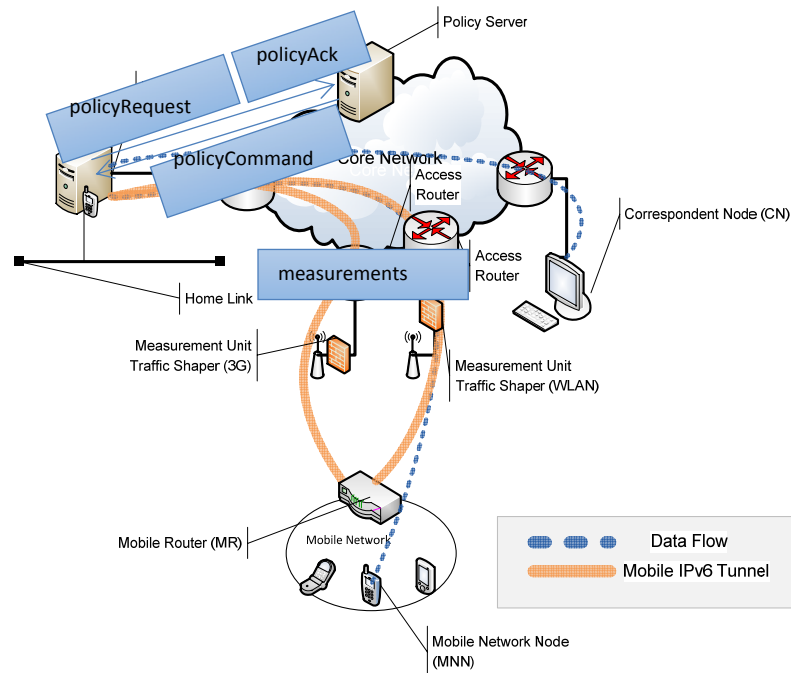 Policy Server
policyAck
policyRequest
policyCommand
Core Network
Access
Router
Correspondent Node (CN)
Access
Router
measurements
Home Link
Measurement Unit
Traffic Shaper (3G)
Measurement Unit
Traffic Shaper (WLAN)
Mobile Router (MR)
Mobile Network
Data Flow
Mobile IPv6 Tunnel
Mobile Network Node
(MNN)